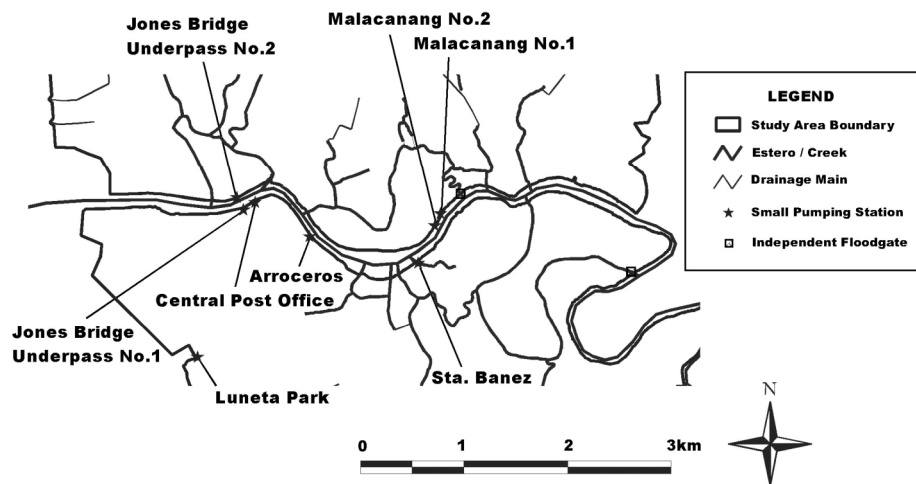 Jones Bridge
Underpass No.2
Malacanang No.2
Malacanang No.1
LEGEND
Study Area Boundary
Estero / Creek
Drainage Main
Small Pumping Station
Independent Floodgate
Arroceros
Central Post Office
Jones Bridge
Underpass No.1
Luneta Park
Sta. Banez
N
0 1 2 3km